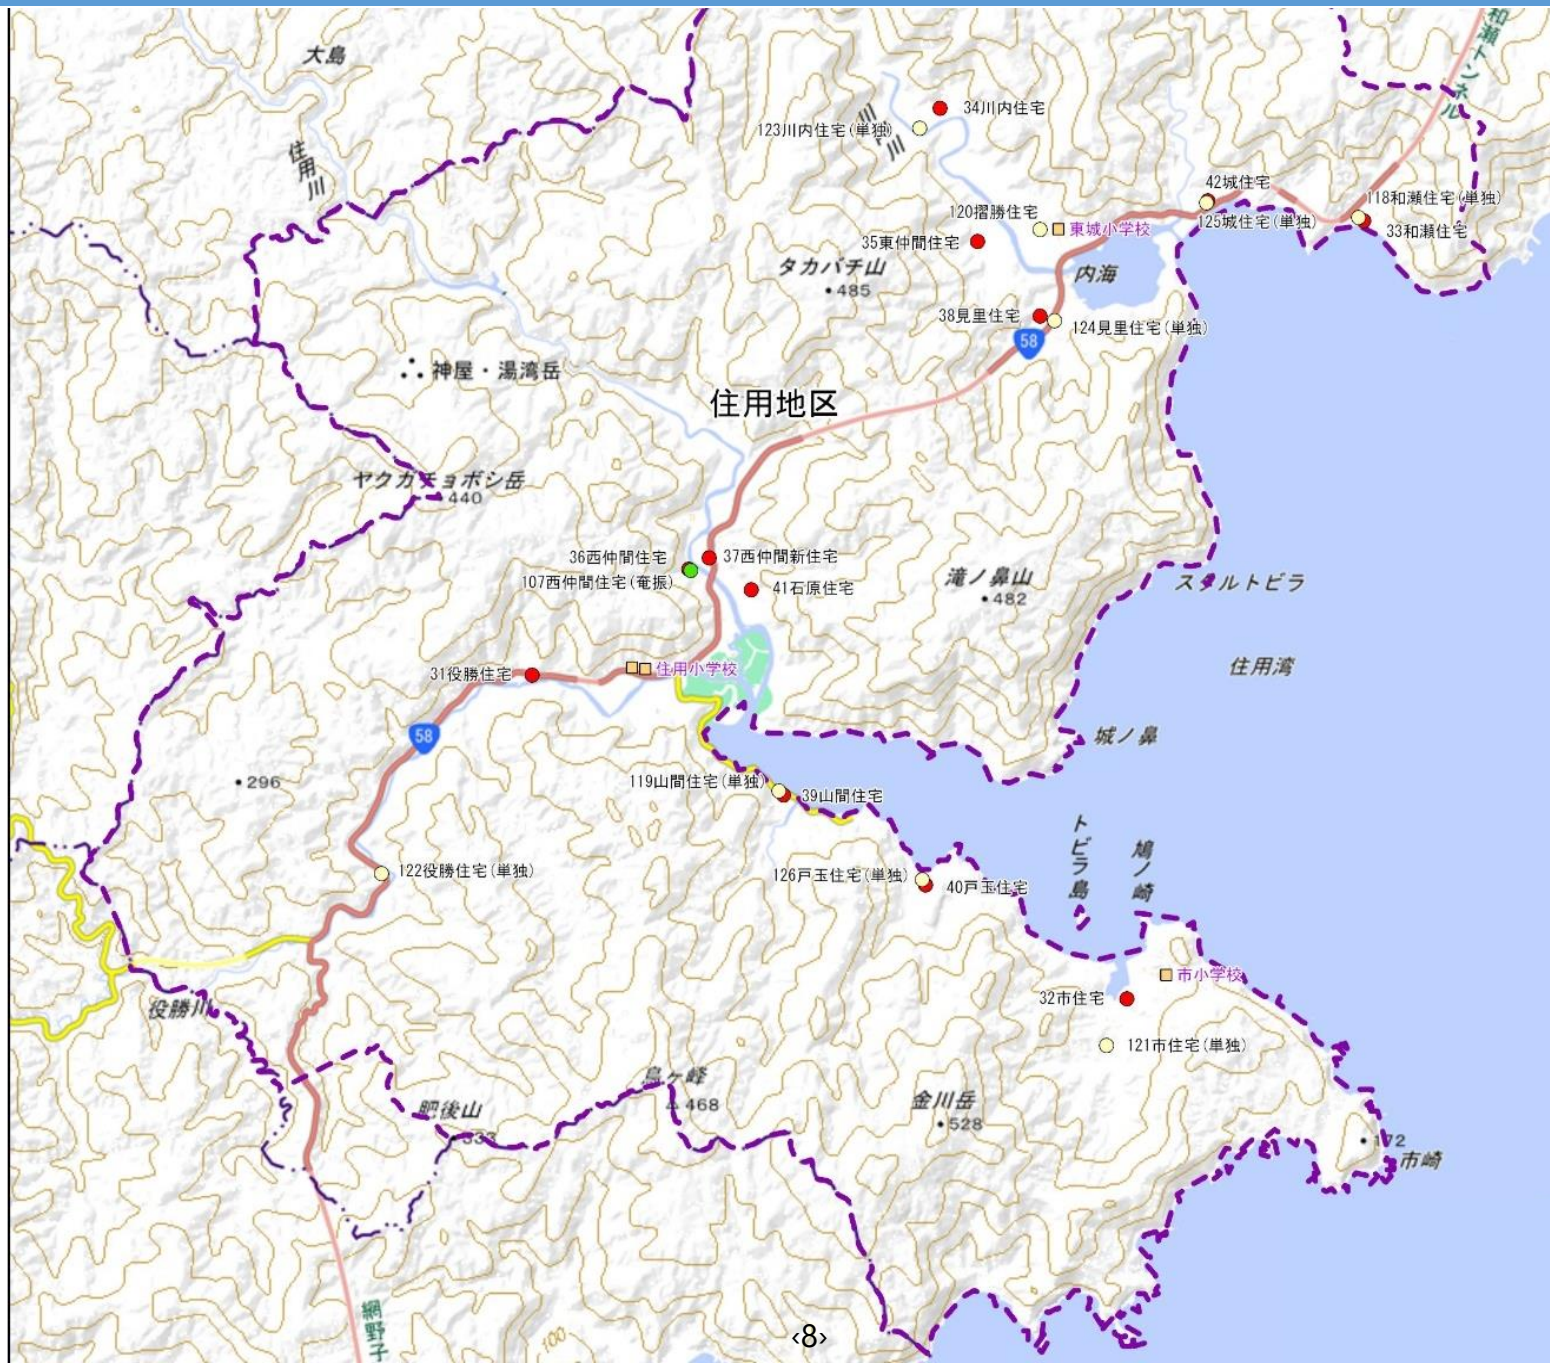 和瀬トンネル
大島
住用川
34川内住宅
123川内住宅(単独)
42城住宅
118和瀬住宅(単独)
125城住宅(単独)
33和瀬住宅
120摺勝住宅
東城小学校
35東仲間住宅
タカバチ山
485
内海
38見里住宅
124見里住宅(単独)
58
神屋・湯湾岳
住用地区
ヤクガチョボシ岳
440
36西仲間住宅
37西仲間新住宅
107西仲間住宅(奄振)
41石原住宅
滝ノ鼻山
482
スタルトビラ
住用湾
31役勝住宅
住用小学校
58
城ノ鼻
296
119山間住宅(単独)
39山間住宅
トビラ島
鳩ノ崎
122役勝住宅(単独)
126戸玉住宅(単独)
40戸玉住宅
市小学校
32市住宅
役勝川
121市住宅(単独)
鳥ヶ峰
468
肥後山
333
金川岳
528
172
市崎
網野子
100
‹8›